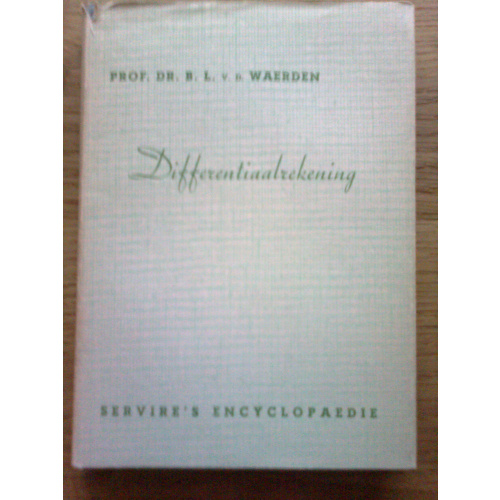 PROF. DR. B. L. v. D. WAERDEN
Differentiaalrekening
SERVIRE'S ENCYCLOPAEDIE